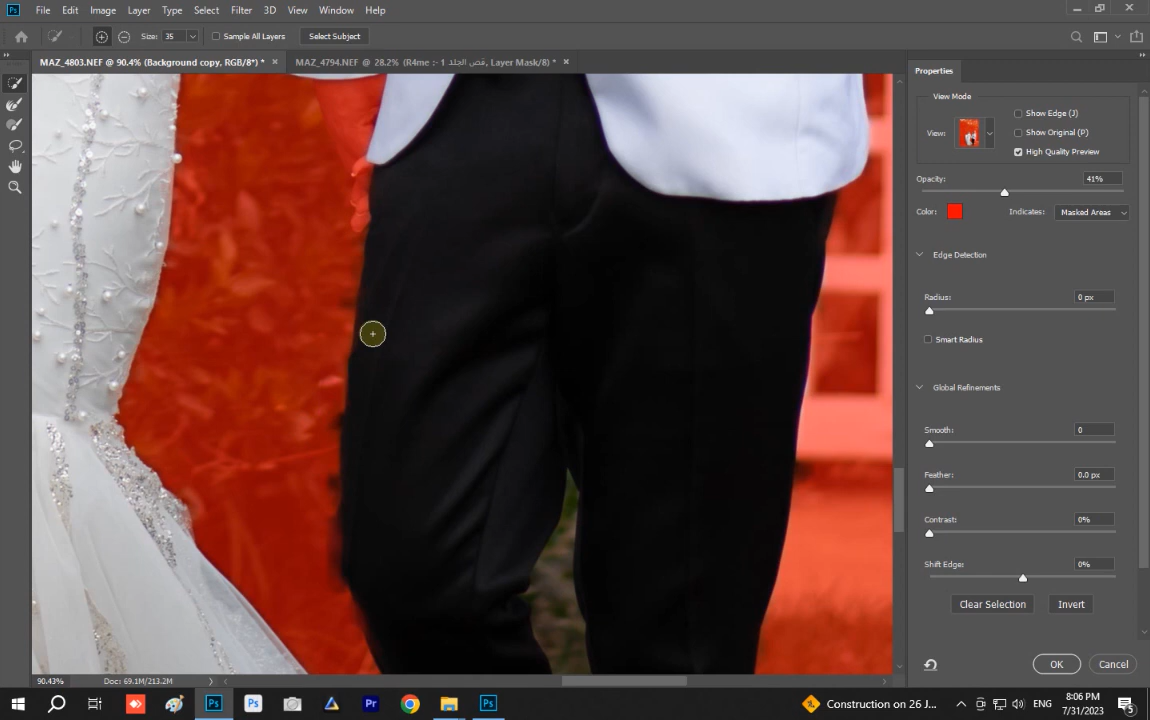 Ps File Edit Image Layer Type Select Filter 3D View Window Help
Size: 35 Sample All Layers Select Subject
MAZ_4803.NEF @ 90.4% (Background copy, RGB/8*) * × MAZ_4794.NEF @ 28.2% (R4me :- قص الجلد 1, Layer Mask/8) * ×
Properties
View Mode
Show Edge (J)
View: Show Original (P)
High Quality Preview
Opacity: 41%
Color: Indicates: Masked Areas
Edge Detection
Radius: 0 px
Smart Radius
Global Refinements
Smooth: 0
Feather: 0.0 px
Contrast: 0%
Shift Edge: 0%
Clear Selection Invert
OK Cancel
90.43% Doc: 69.1M/213.2M
Ps Ps Pr Ps Construction on 26 J... ENG 8:06 PM
7/31/2023 5